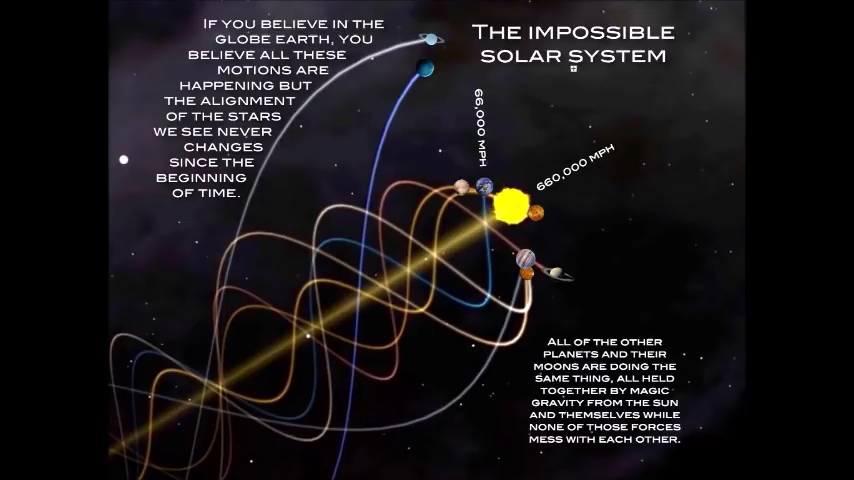 If you believe in the
globe earth, you
believe all these
motions are
happening but
the alignment
of the stars
we see never
changes
since the
beginning
of time.
The impossible
solar system
66,000 mph
660,000 mph
All of the other
planets and their
moons are doing the
same thing, all held
together by magic
gravity from the sun
and themselves while
none of those forces
mess with each other.